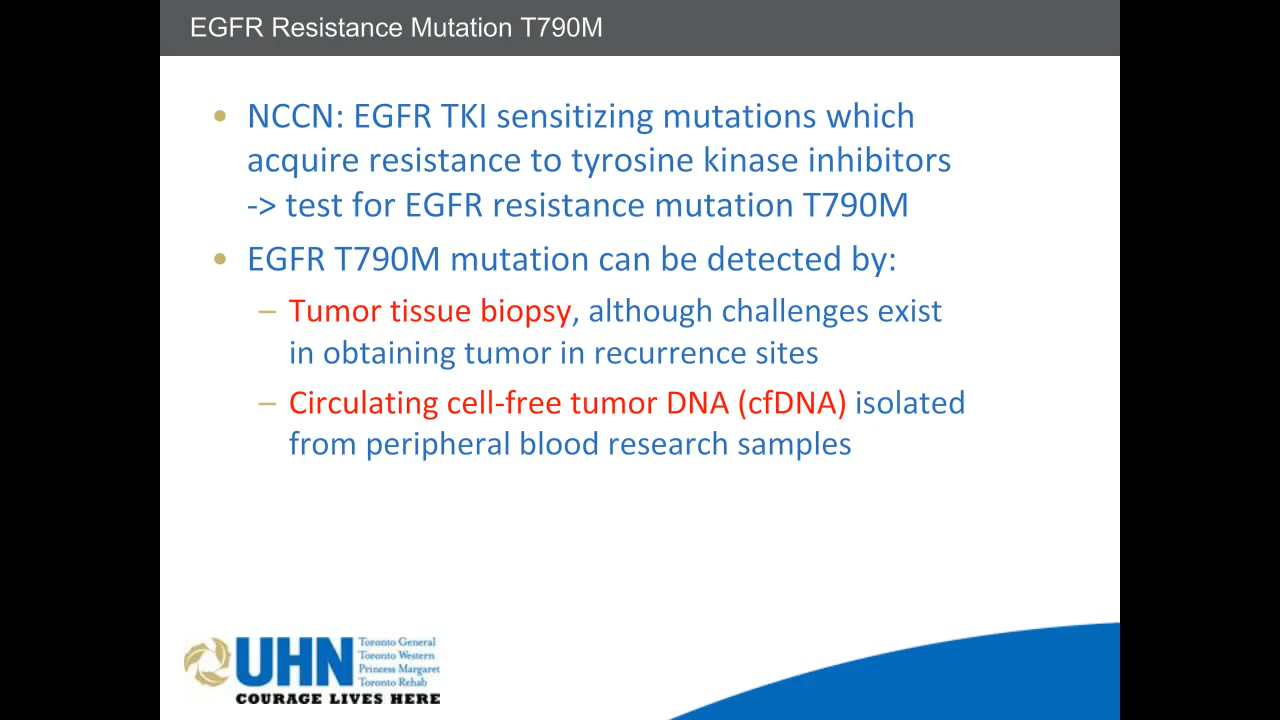 EGFR Resistance Mutation T790M
• NCCN: EGFR TKI sensitizing mutations which
acquire resistance to tyrosine kinase inhibitors
-> test for EGFR resistance mutation T790M
• EGFR T790M mutation can be detected by:
– Tumor tissue biopsy, although challenges exist
in obtaining tumor in recurrence sites
– Circulating cell-free tumor DNA (cfDNA) isolated
from peripheral blood research samples
UHN
Toronto General
Toronto Western
Princess Margaret
Toronto Rehab
COURAGE LIVES HERE